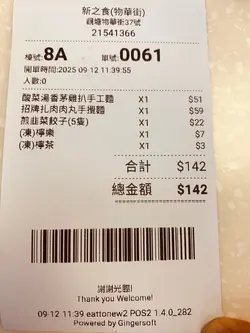 新之食(物華街)
觀塘物華街37號
21541366
檯號:8A 單號:0061
開單時間:2025-09-12 11:39:55
人數:0
酸菜湯香茅雞扒手工麵 X1 $51
招牌扎肉肉丸手攪麵 X1 $59
煎韭菜餃子(5隻) X1 $22
(凍)檸樂 X1 $7
(凍)檸茶 X1 $3
合計 $142
總金額 $142
謝謝光臨!
Thank you Welcome!
09-12 11:39 eattonew2 POS2 1.4.0_282
Powered by Gingersoft